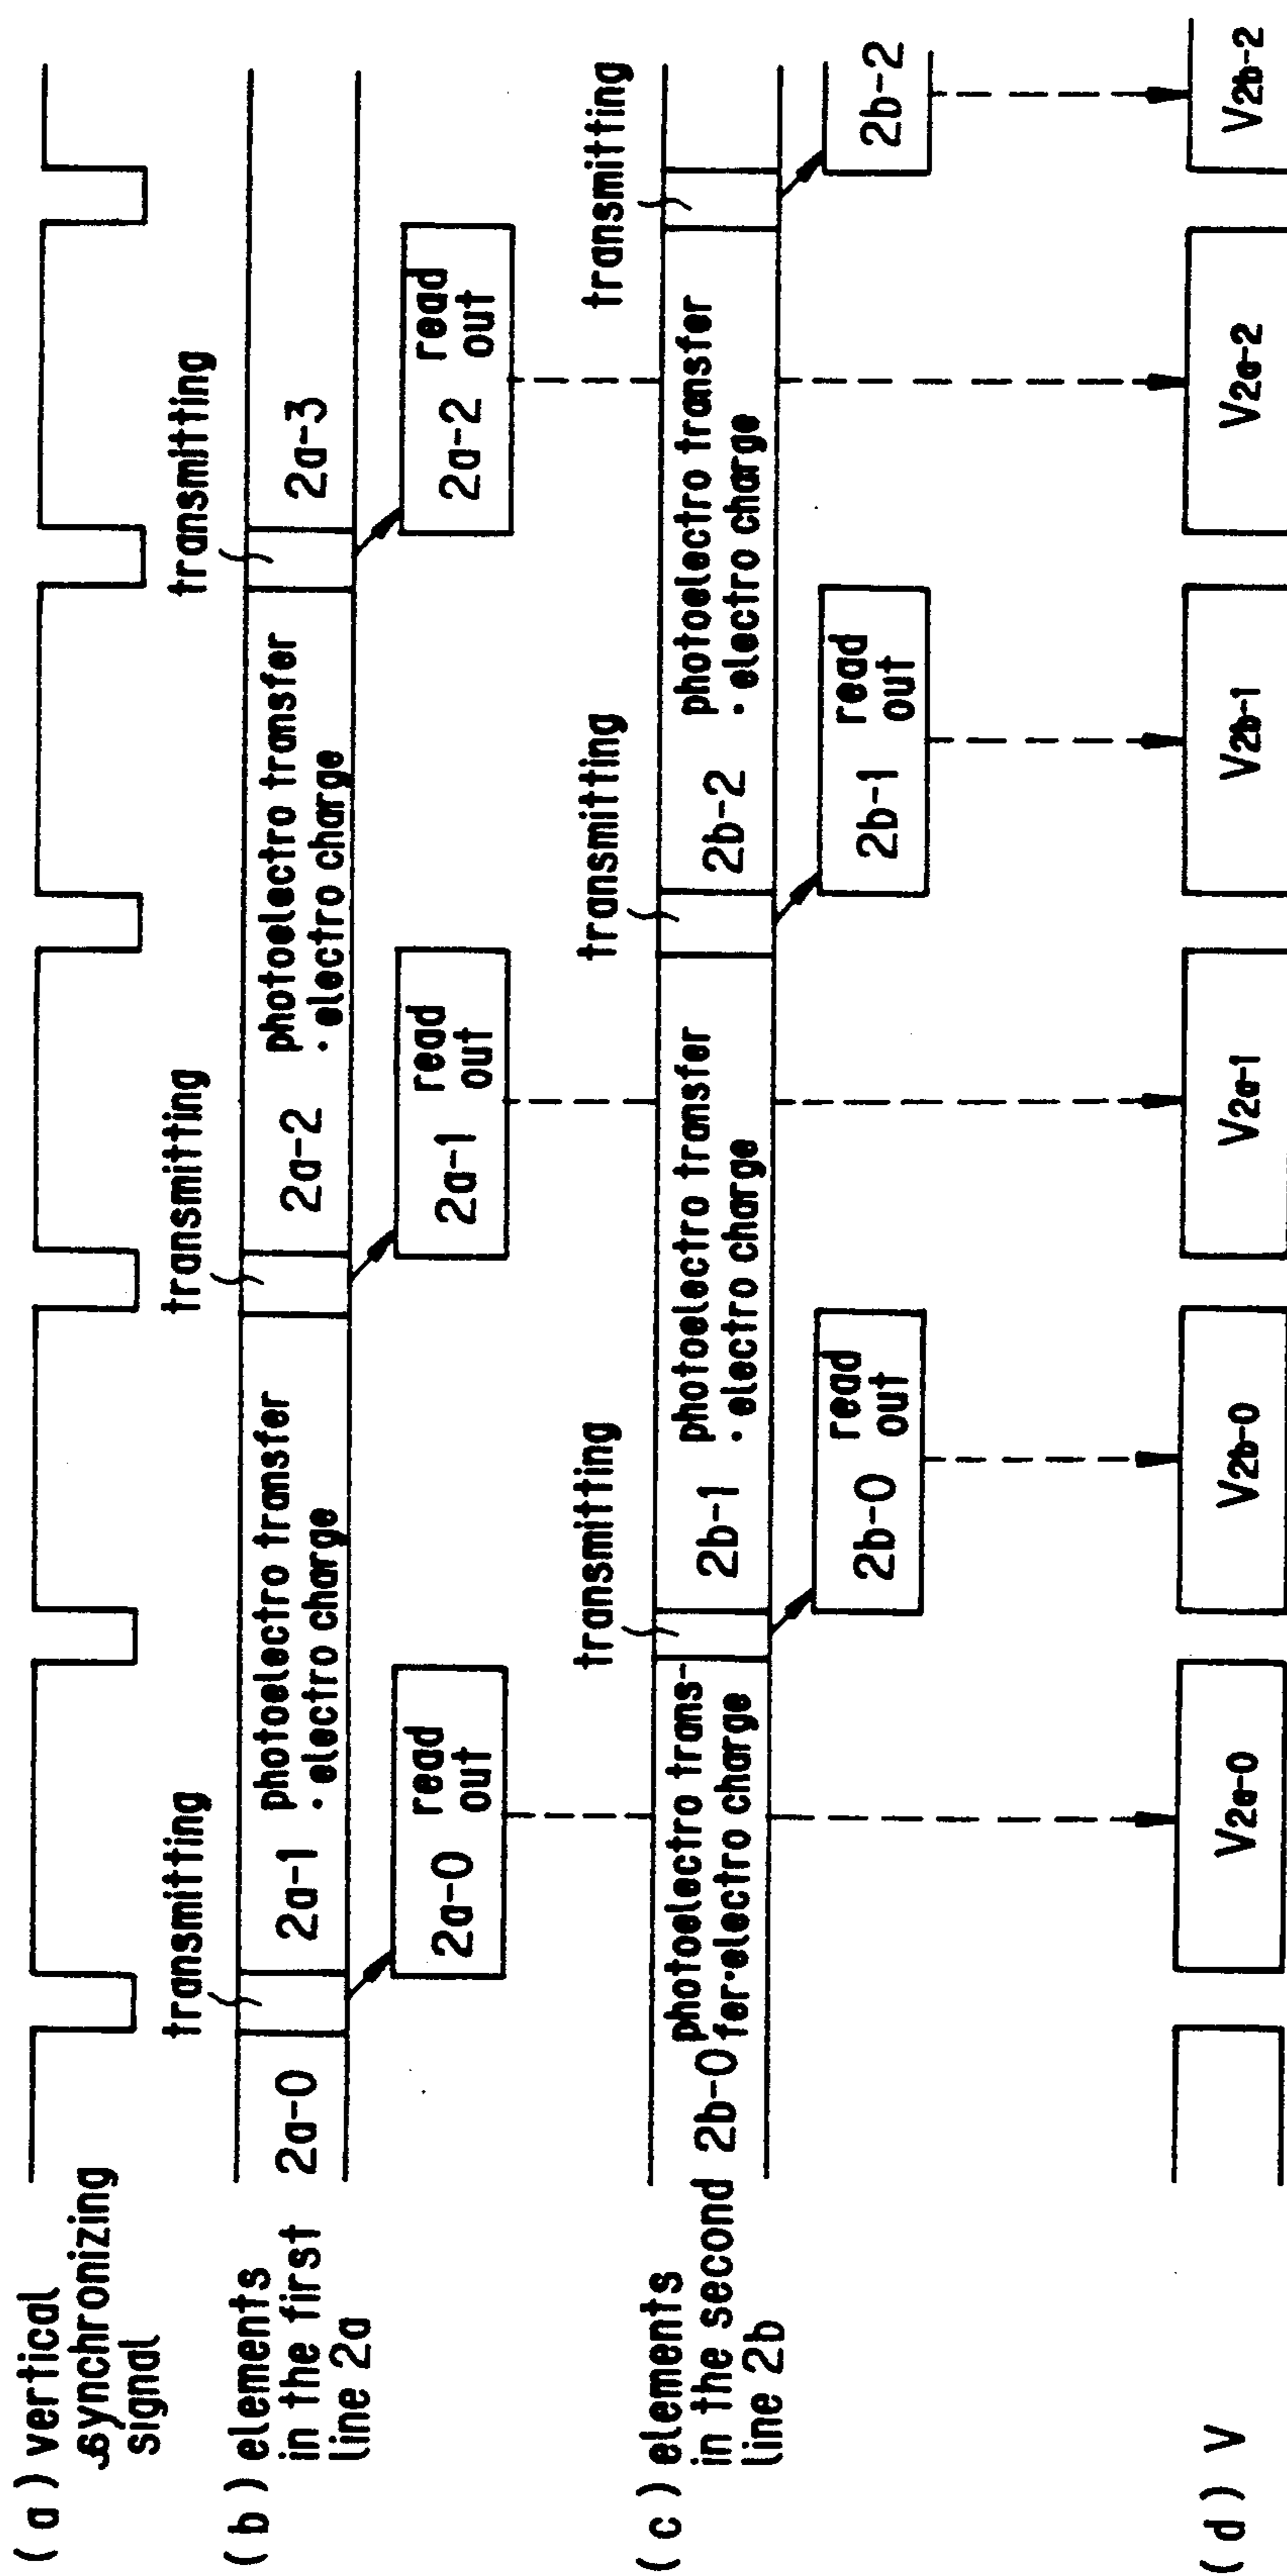 (a) vertical
synchronizing
signal
(b) elements
in the first
line 2a
transmitting
transmitting
transmitting
2a-0
2a-1
photoelectro transfer
· electro charge
2a-2
photoelectro transfer
· electro charge
2a-3
2a-0
read
out
2a-1
read
out
2a-2
read
out
(c) elements
in the second
line 2b
transmitting
transmitting
transmitting
2b-0
photoelectro trans-
fer·electro charge
2b-1
photoelectro transfer
· electro charge
2b-2
photoelectro transfer
· electro charge
2b-0
read
out
2b-1
read
out
2b-2
(d) V
V2a-0
V2b-0
V2a-1
V2b-1
V2a-2
V2b-2